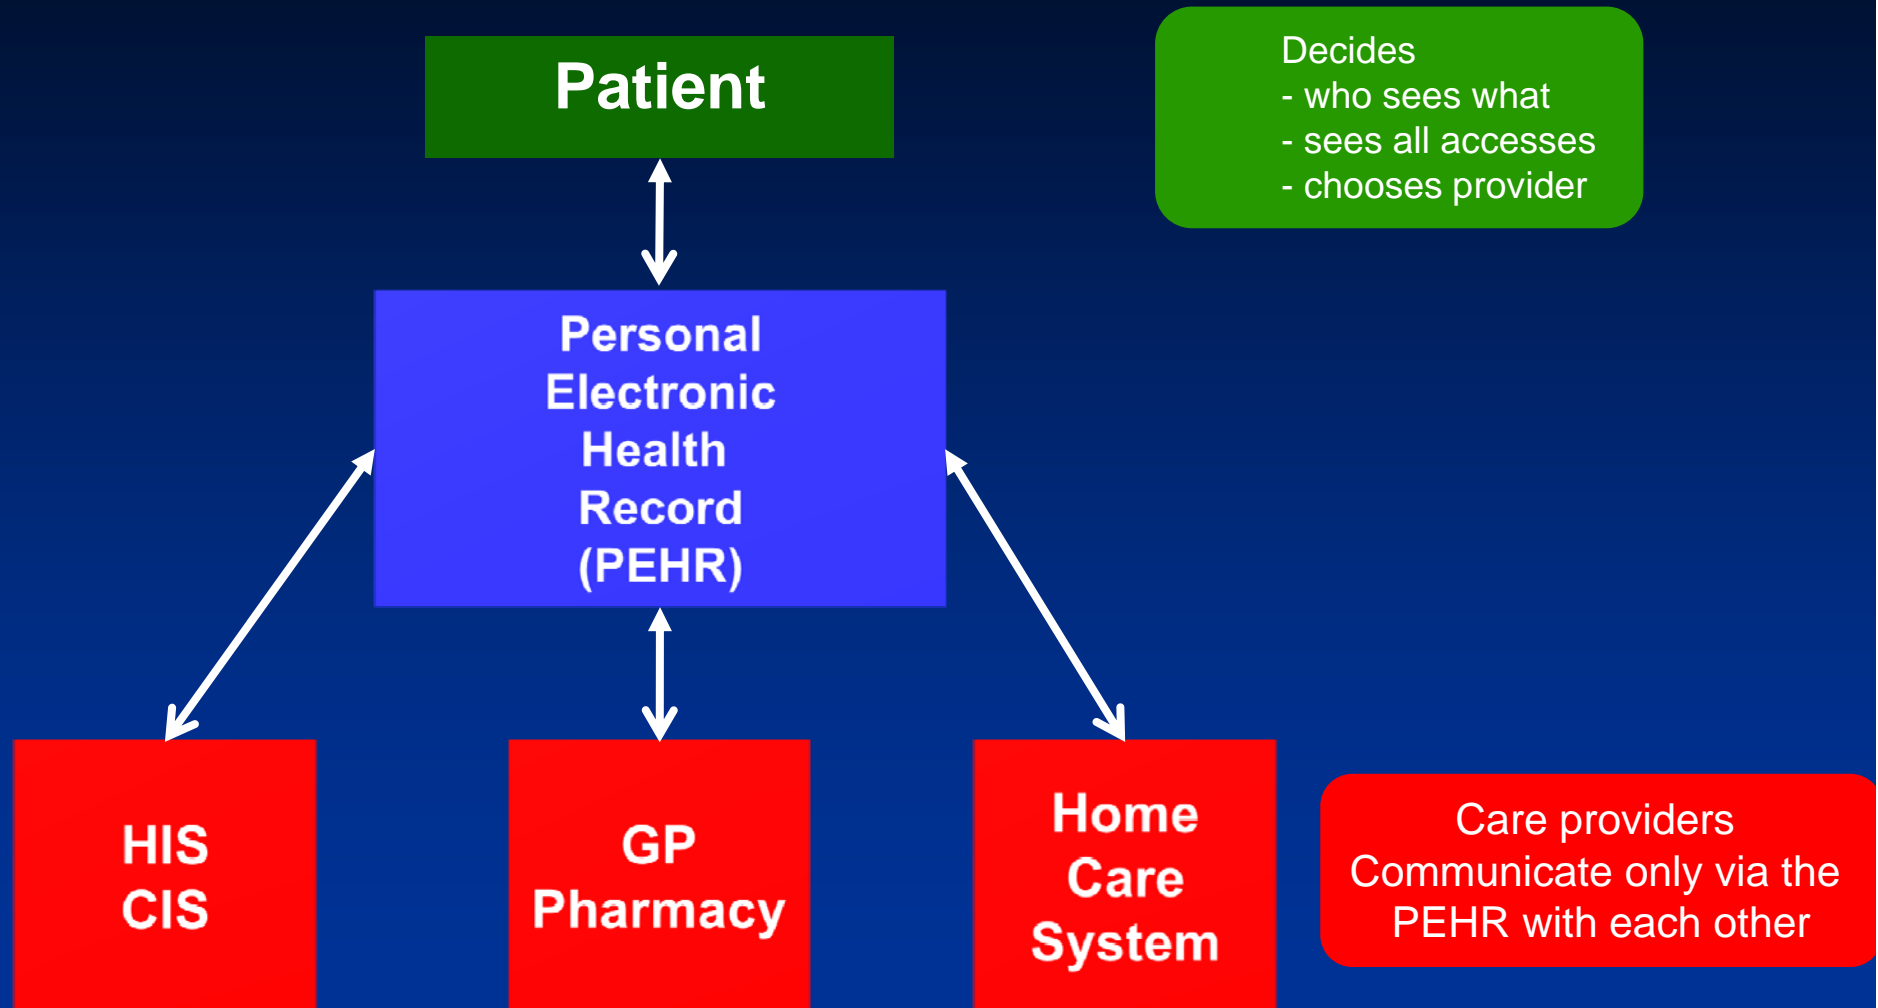 Patient
Decides
- who sees what
- sees all accesses
- chooses provider
Personal
Electronic
Health
Record
(PEHR)
HIS
CIS
GP
Pharmacy
Home
Care
System
Care providers
Communicate only via the
PEHR with each other